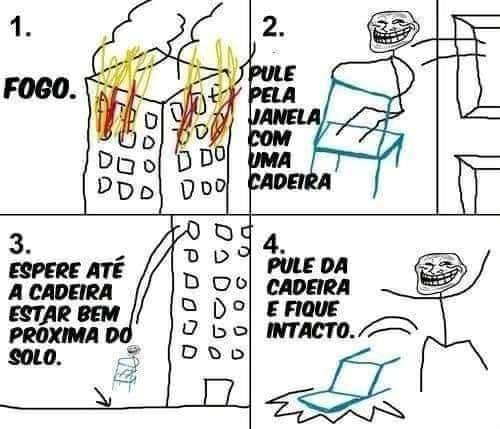 1.
FOGO.
2.
PULE
PELA
JANELA
COM
UMA
CADEIRA
3.
ESPERE ATÉ
A CADEIRA
ESTAR BEM
PRÓXIMA DO
SOLO.
4.
PULE DA
CADEIRA
E FIQUE
INTACTO.